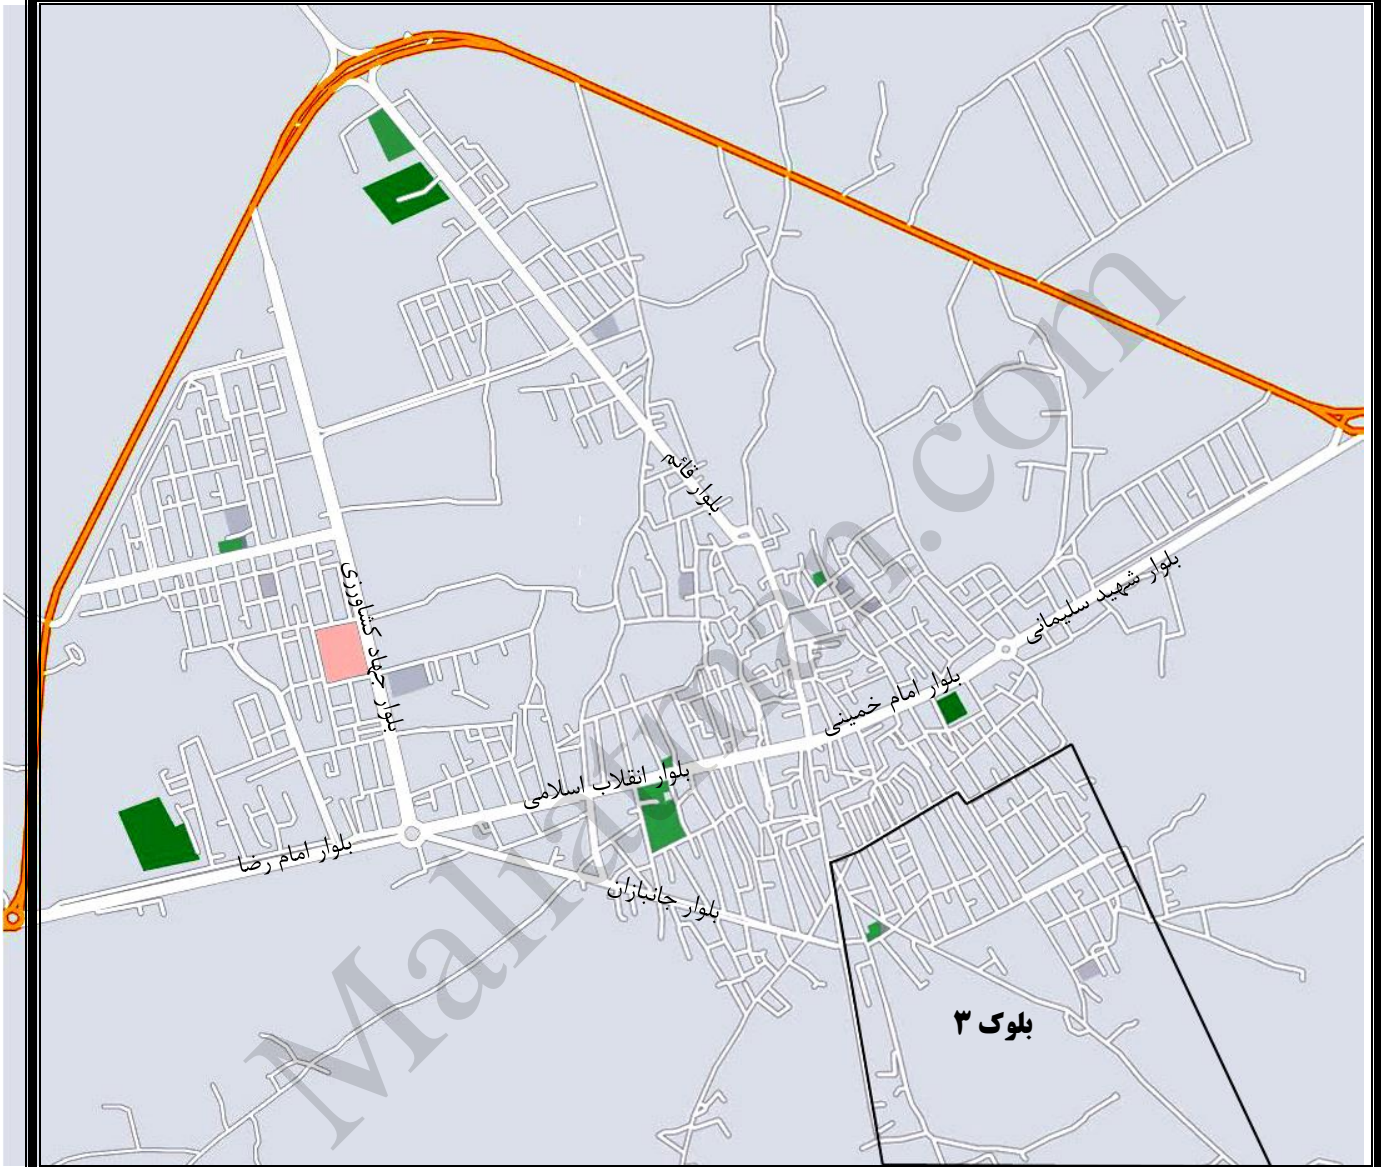 بلوار قائم
بلوار جهاد کشاورزی
بلوار شهید سلیمانی
بلوار امام خمینی
بلوار انقلاب اسلامی
بلوار امام رضا
بلوار جانبازان
بلوک ۳
Maliatman.com